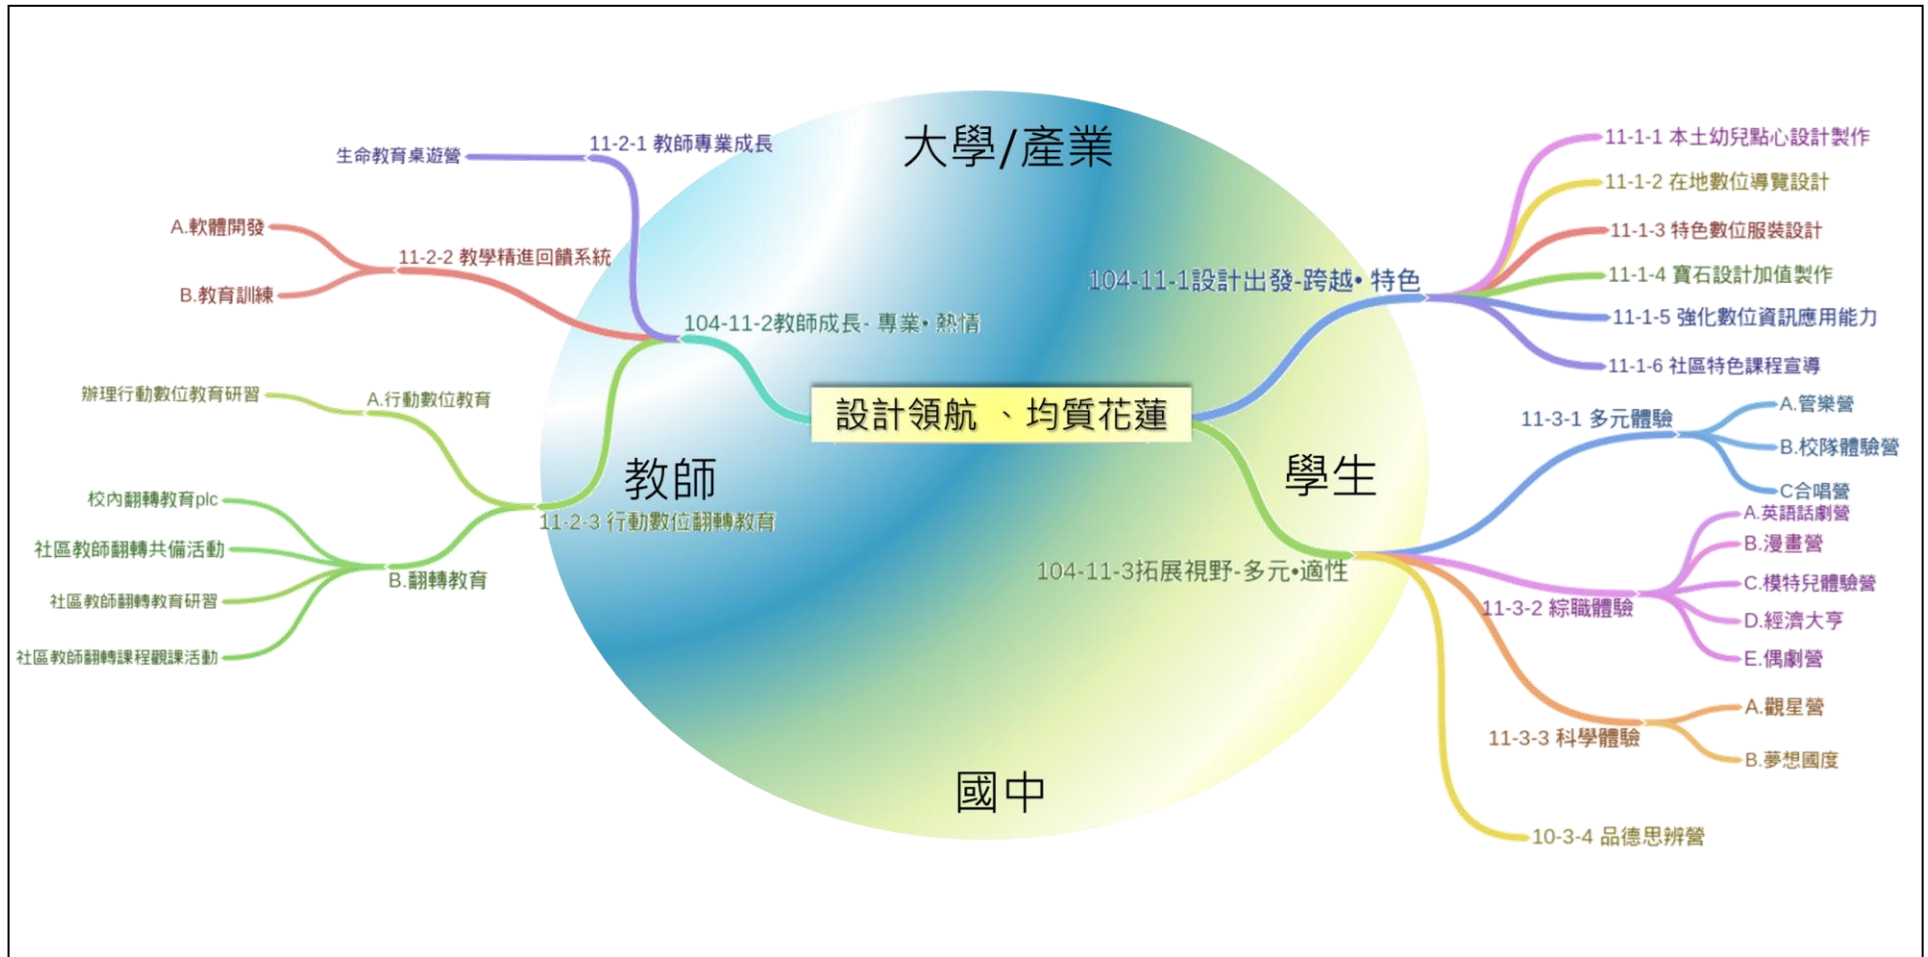 大學/產業
教師
學生
國中
設計領航 、均質花蓮
104-11-1設計出發-跨越• 特色
11-1-1 本土幼兒點心設計製作
11-1-2 在地數位導覽設計
11-1-3 特色數位服裝設計
11-1-4 寶石設計加值製作
11-1-5 強化數位資訊應用能力
11-1-6 社區特色課程宣導
104-11-2教師成長- 專業• 熱情
11-2-1 教師專業成長
生命教育桌遊營
11-2-2 教學精進回饋系統
A.軟體開發
B.教育訓練
11-2-3 行動數位翻轉教育
A.行動數位教育
辦理行動數位教育研習
B.翻轉教育
校內翻轉教育plc
社區教師翻轉共備活動
社區教師翻轉教育研習
社區教師翻轉課程觀課活動
104-11-3拓展視野-多元•適性
11-3-1 多元體驗
A.管樂營
B.校隊體驗營
C合唱營
11-3-2 綜職體驗
A.英語話劇營
B.漫畫營
C.模特兒體驗營
D.經濟大亨
E.偶劇營
11-3-3 科學體驗
A.觀星營
B.夢想國度
10-3-4 品德思辨營